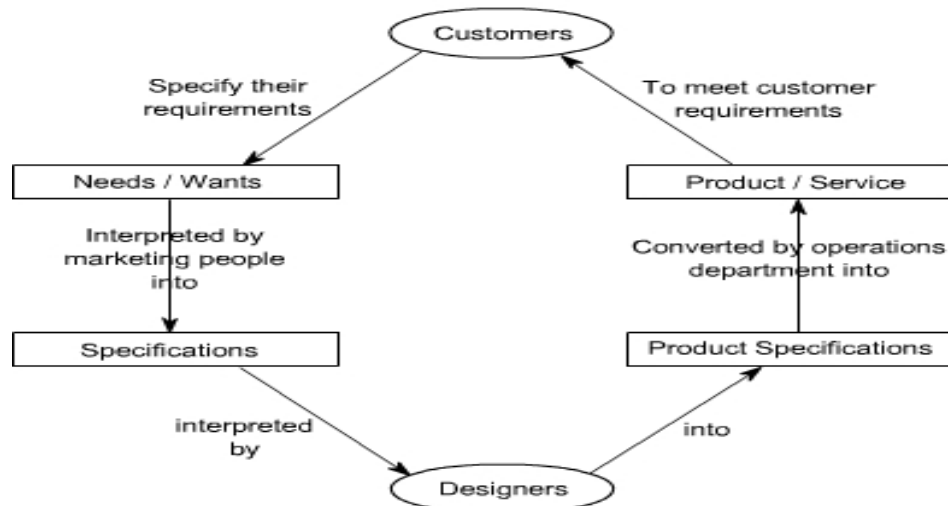 Customers
Specify their
requirements
To meet customer
requirements
Needs / Wants
Product / Service
Interpreted by
marketing people
into
Converted by operations
department into
Specifications
Product Specifications
interpreted
by
into
Designers